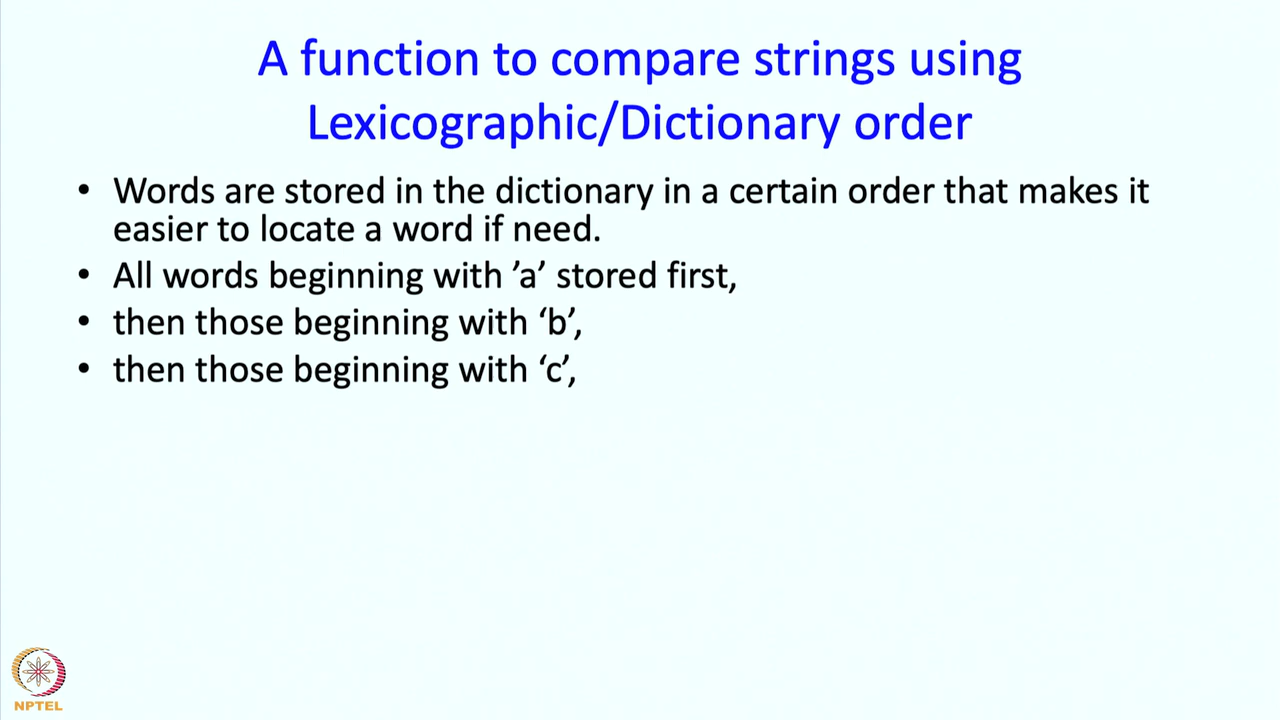 A function to compare strings using
Lexicographic/Dictionary order
• Words are stored in the dictionary in a certain order that makes it
easier to locate a word if need.
• All words beginning with ’a’ stored first,
• then those beginning with ‘b’,
• then those beginning with ‘c’,
NPTEL